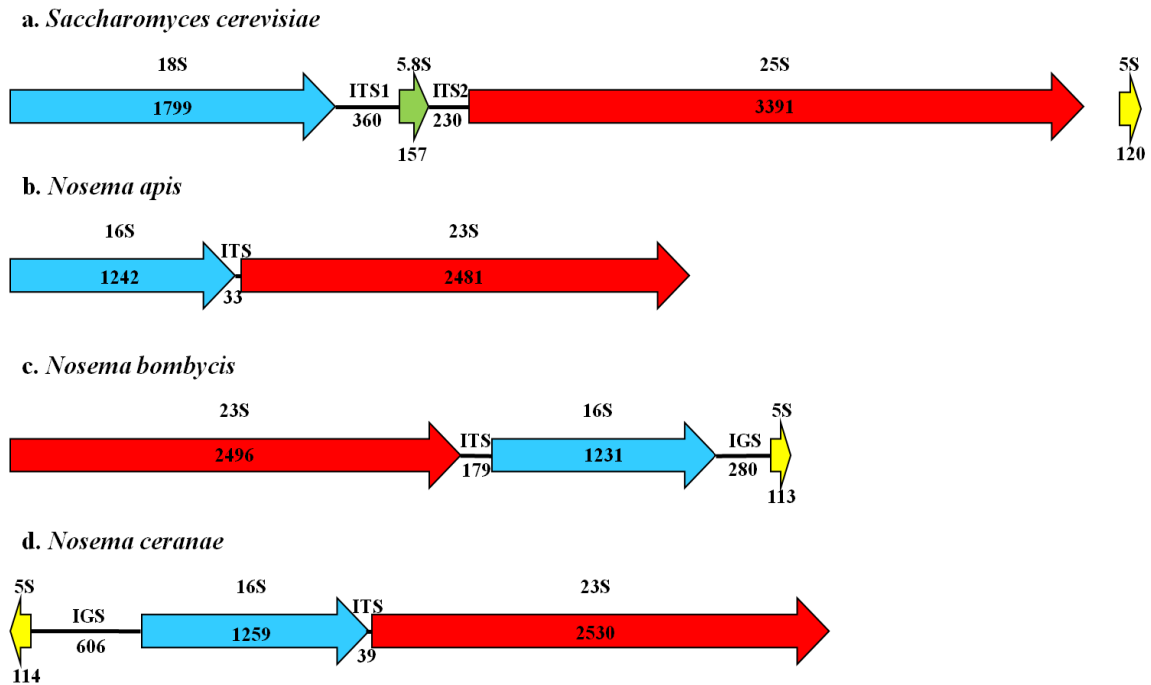 a. Saccharomyces cerevisiae
18S 5.8S 25S 5S
1799 ITS1 ITS2 3391
360 230
157 120
b. Nosema apis
16S 23S
ITS
1242 2481
33
c. Nosema bombycis
23S 16S 5S
2496 ITS 1231 IGS
179 280
113
d. Nosema ceranae
5S 16S 23S
IGS ITS
606 1259 2530
39
114